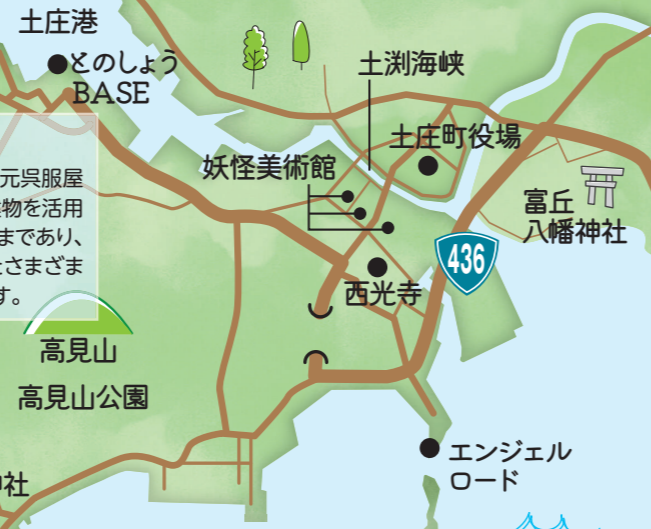 土庄港
とのしょう
BASE
土渕海峡
土庄町役場
元呉服屋
物を活用
まであり、
さまざま
す。
妖怪美術館
富丘
八幡神社
436
西光寺
高見山
高見山公園
エンジェル
ロード
社